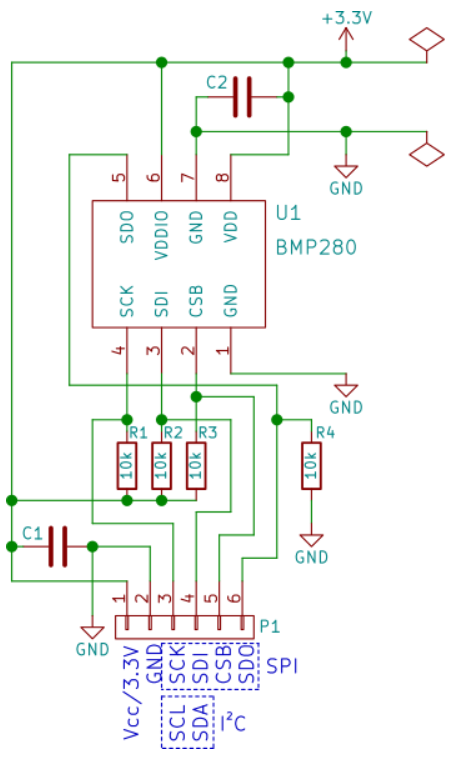 +3.3V
C2
GND
5
6
7
8
SDO
VDDIO
GND
VDD
U1
BMP280
SCK
SDI
CSB
GND
4
3
2
1
GND
R1
R2
R3
R4
10k
10k
10k
10k
C1
GND
GND
1
2
3
4
5
6
P1
Vcc/3.3V
GND
SCK
SDI
CSB
SDO
SPI
SCL
SDA
I²C